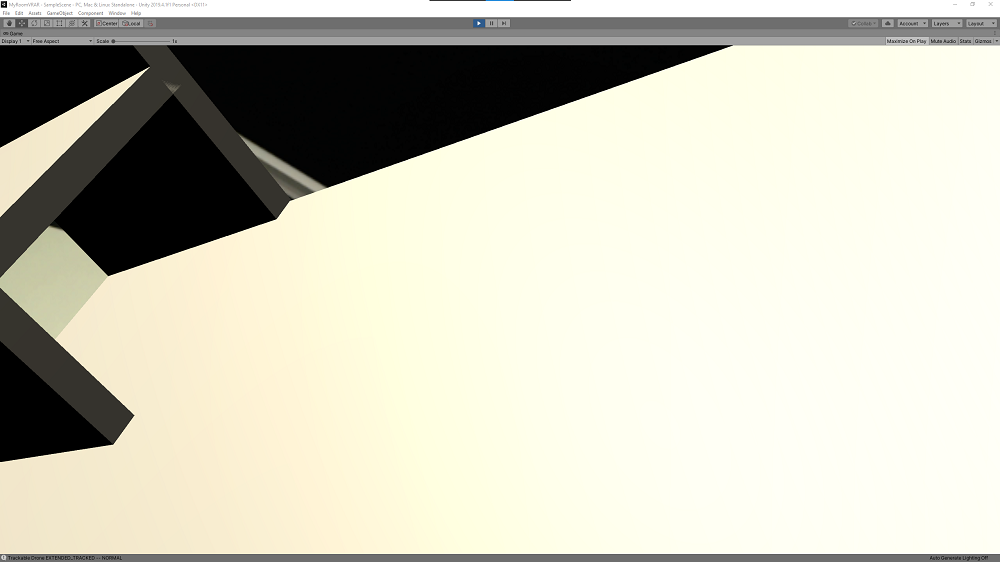 MyRoomVRAR - SampleScene - PC, Mac & Linux Standalone - Unity 2019.4.1f1 Personal <DX11>
File Edit Assets GameObject Component Window Help
Center Local Collab Account Layers Layout
Game
Display 1 Free Aspect Scale 1x Maximize On Play Mute Audio Stats Gizmos
Trackable Drone EXTENDED_TRACKED -- NORMAL Auto Generate Lighting Off